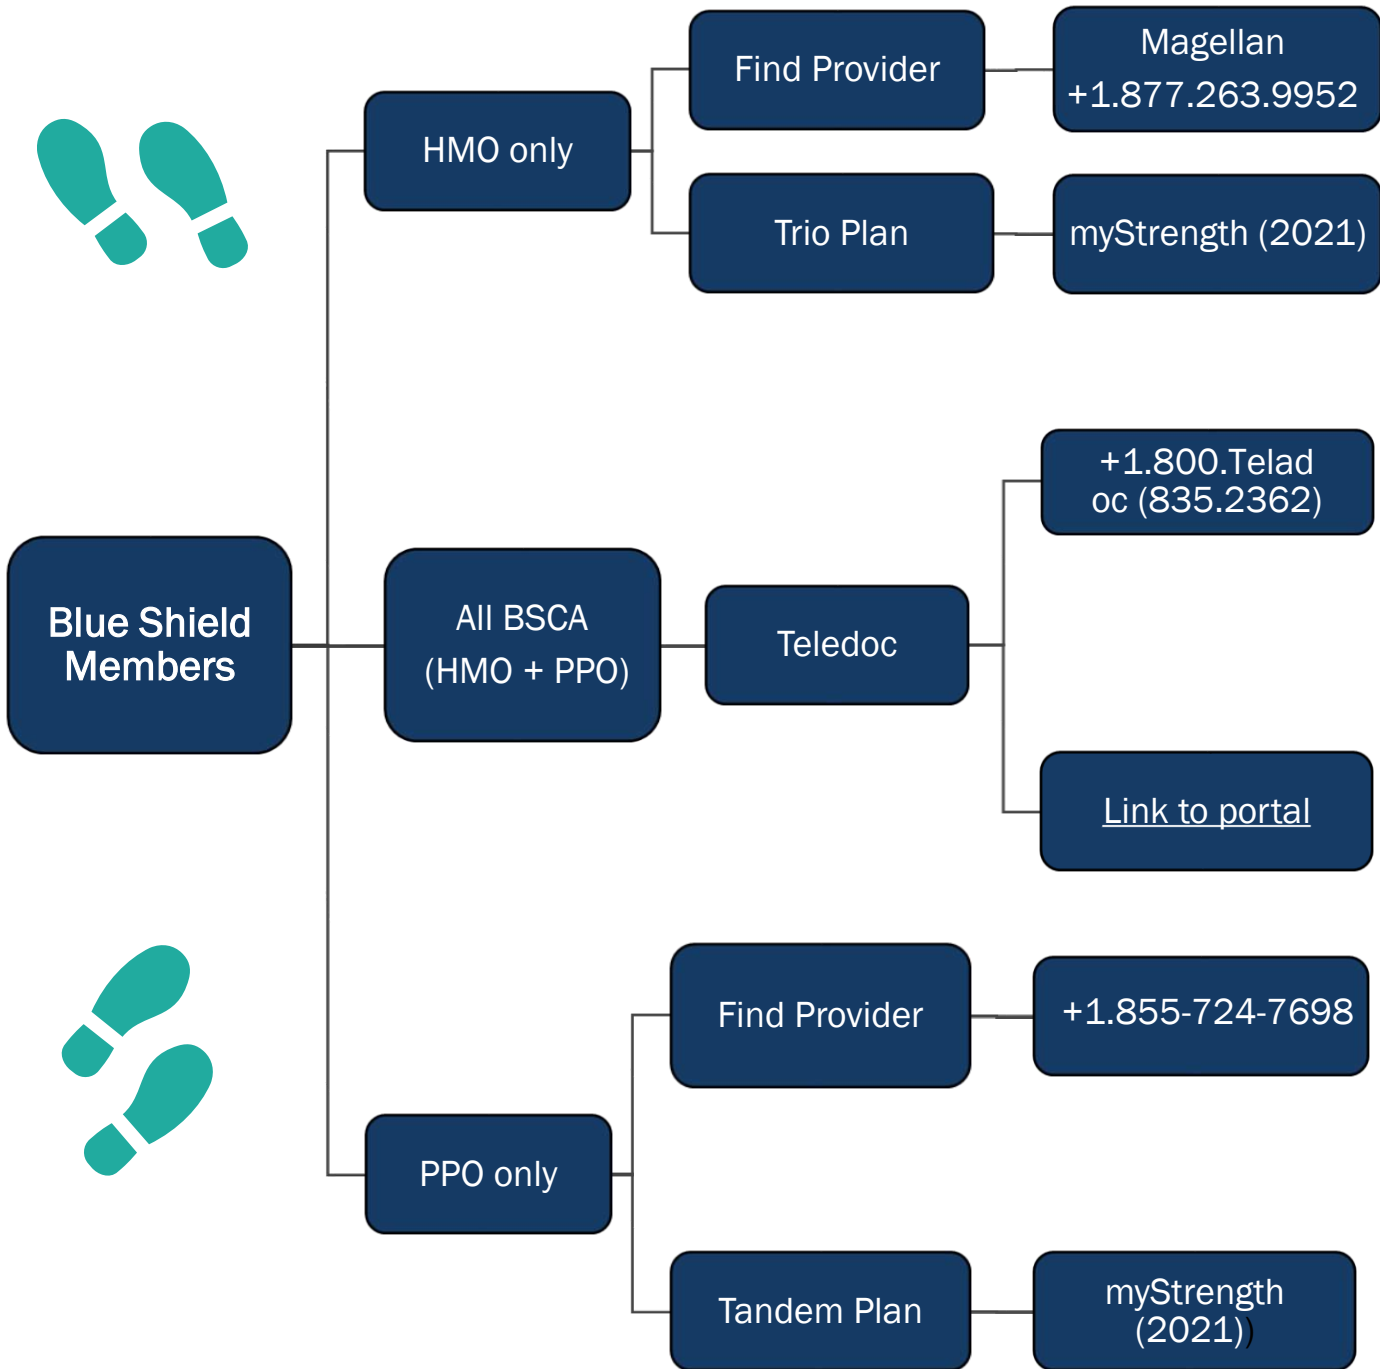 Find Provider
Magellan
+1.877.263.9952
HMO only
Trio Plan
myStrength (2021)
+1.800.Telad
oc (835.2362)
Blue Shield
Members
All BSCA
(HMO + PPO)
Teledoc
Link to portal
Find Provider
+1.855-724-7698
PPO only
Tandem Plan
myStrength
(2021))